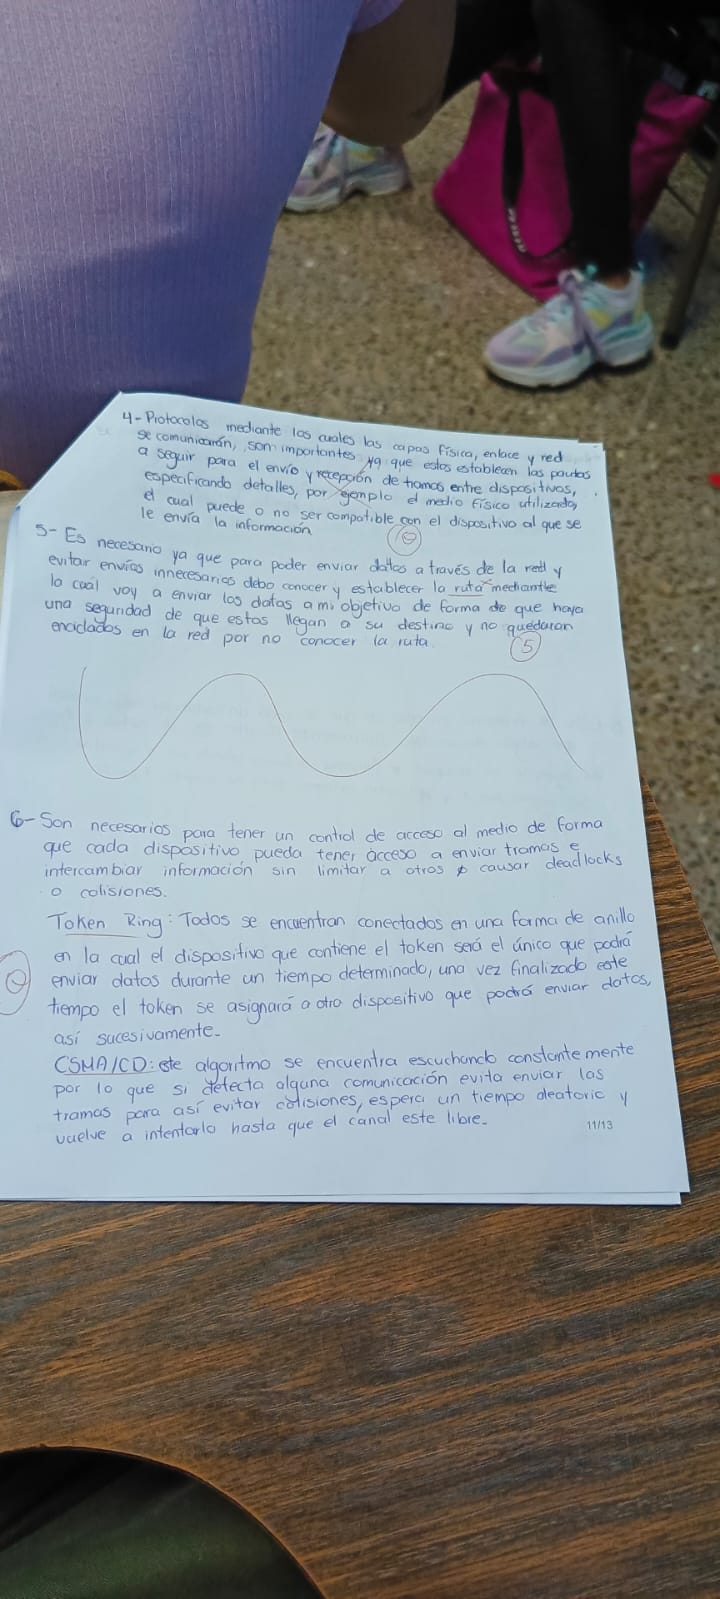 4- Protocolos mediante los cuales las capas física, enlace y red
se comunicarán, son importantes ya que estos establecen las pautas
a seguir para el envío y recepción de tramas entre dispositivos,
especificando detalles, por ejemplo el medio físico utilizado,
el cual puede o no ser compatible con el dispositivo al que se
le envía la información
5- Es necesario ya que para poder enviar datos a través de la red y
evitar envíos innecesarios debo conocer y establecer la ruta mediante
la cual voy a enviar los datos a mi objetivo de forma de que haya
una seguridad de que estos llegan a su destino y no quedaran
enciclados en la red por no conocer la ruta.
5
6- Son necesarios para tener un control de acceso al medio de forma
que cada dispositivo pueda tener acceso a enviar tramas e
intercambiar información sin limitar a otros o causar deadlocks
o colisiones.
Token Ring: Todos se encuentran conectados en una forma de anillo
en la cual el dispositivo que contiene el token será el único que podrá
enviar datos durante un tiempo determinado, una vez finalizado este
tiempo el token se asignará a otro dispositivo que podrá enviar datos,
así sucesivamente.
CSMA/CD: este algoritmo se encuentra escuchando constantemente
por lo que si detecta alguna comunicación evita enviar las
tramas para así evitar colisiones, espera un tiempo aleatorio y
vuelve a intentarlo hasta que el canal este libre.
11/13